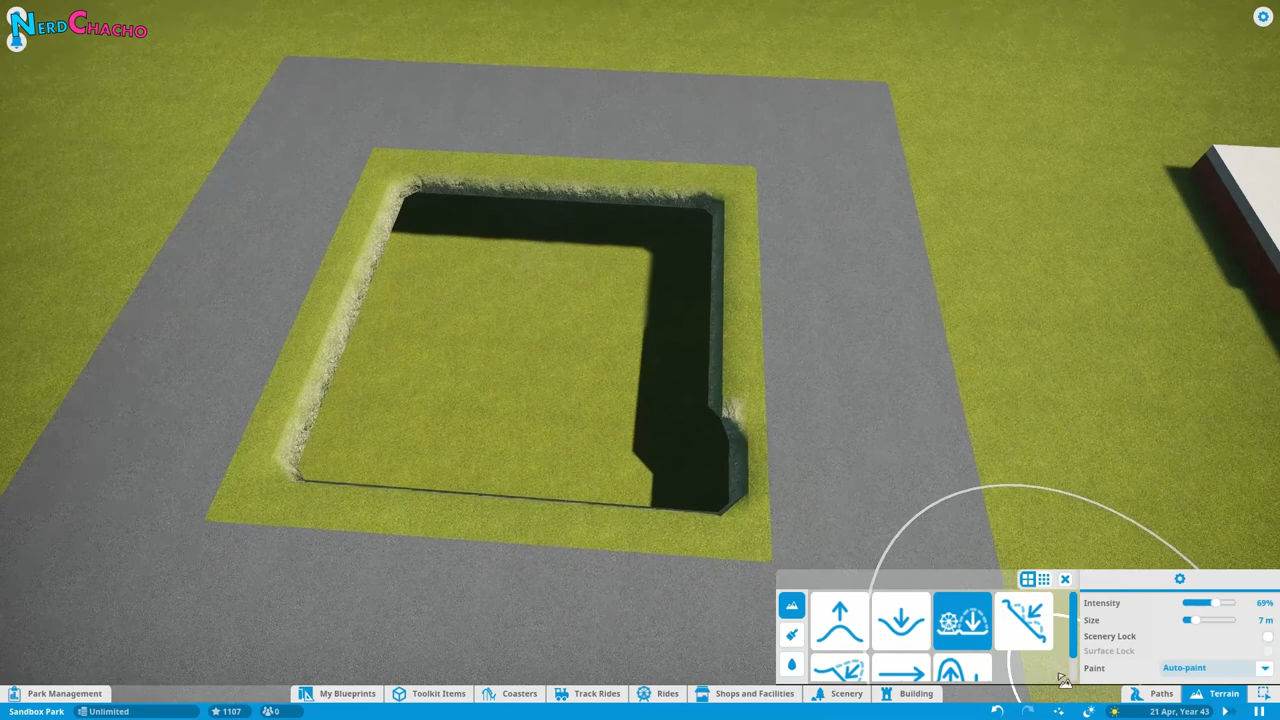 NERDCHACHO
Intensity 69%
Size 7 m
Scenery Lock
Surface Lock
Paint Auto-paint
Park Management My Blueprints Toolkit Items Coasters Track Rides Rides Shops and Facilities Scenery Building Paths Terrain
Sandbox Park Unlimited 1107 0 21 Apr, Year 43